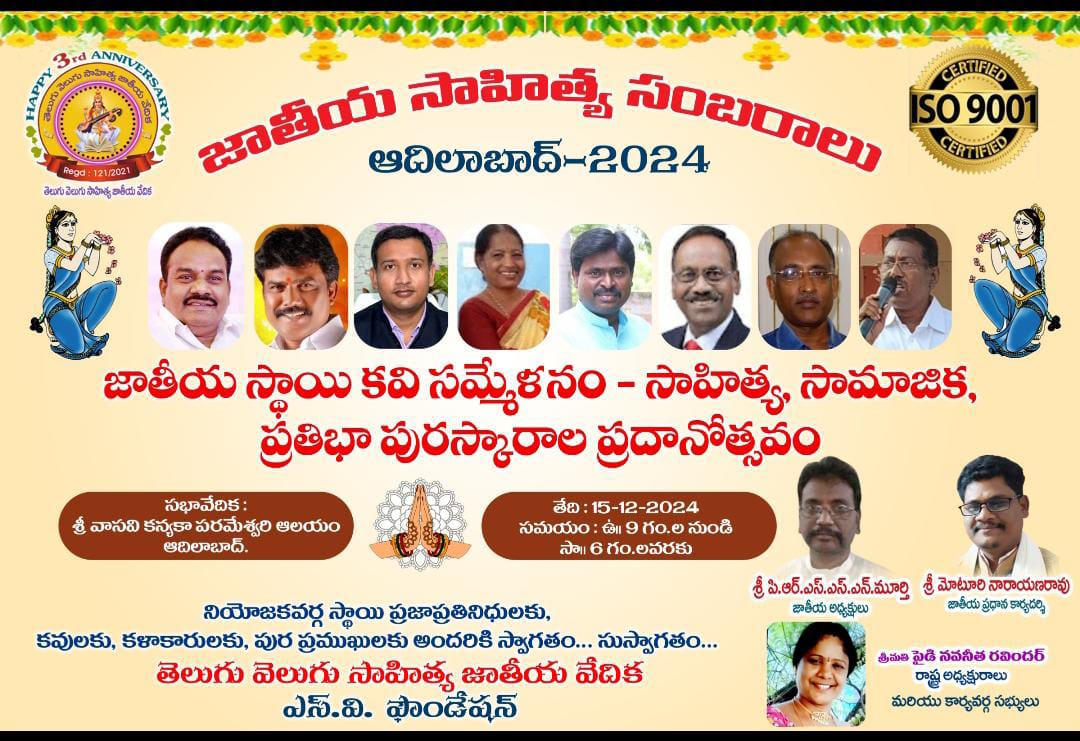 HAPPY 3rd ANNIVERSARY
తెలుగు వెలుగు సాహిత్య జాతీయ వేదిక
Regd : 121/2021
తెలుగు వెలుగు సాహిత్య జాతీయ వేదిక
జాతీయ సాహిత్య సంబరాలు
ఆదిలాబాద్-2024
CERTIFIED
ISO 9001
CERTIFIED
జాతీయ స్థాయి కవి సమ్మేళనం - సాహిత్య, సామాజిక,
ప్రతిభా పురస్కారాల ప్రదానోత్సవం
సభావేదిక :
శ్రీ వాసవి కన్యకా పరమేశ్వరి ఆలయం
ఆదిలాబాద్.
తేది : 15-12-2024
సమయం : ఉ॥ 9 గం.ల నుండి
సా॥ 6 గం.లవరకు
శ్రీ పి.ఆర్.ఎస్.ఎస్.ఎన్.మూర్తి
జాతీయ అధ్యక్షులు
శ్రీ మోటూరి నారాయణరావు
జాతీయ ప్రధాన కార్యదర్శి
నియోజకవర్గ స్థాయి ప్రజాప్రతినిధులకు,
కవులకు, కళాకారులకు, పుర ప్రముఖులకు అందరికి స్వాగతం... సుస్వాగతం...
తెలుగు వెలుగు సాహిత్య జాతీయ వేదిక
ఎస్.వి. ఫౌండేషన్
శ్రీమతి పైడి నవనీత రవిందర్
రాష్ట్ర అధ్యక్షురాలు
మరియు కార్యవర్గ సభ్యులు